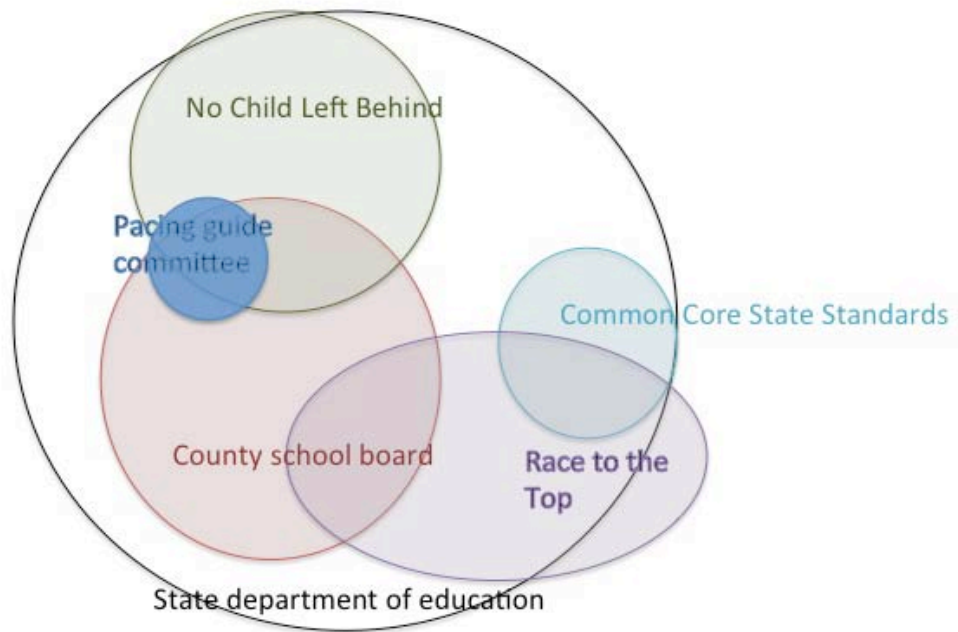 No Child Left Behind
Pacing guide
committee
Common Core State Standards
County school board
Race to the
Top
State department of education